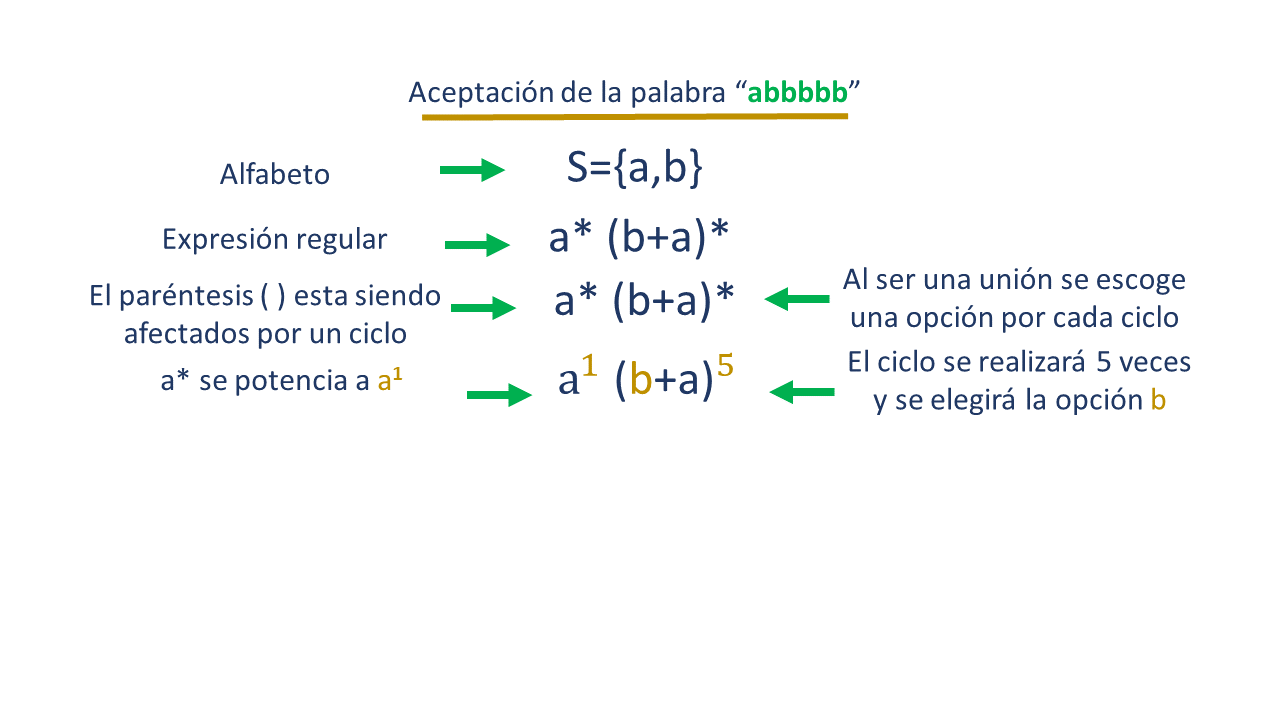 Aceptación de la palabra “abbbbb”
Alfabeto
S={a,b}
Expresión regular
a* (b+a)*
El paréntesis ( ) esta siendo
afectados por un ciclo
a* (b+a)*
Al ser una unión se escoge
una opción por cada ciclo
a* se potencia a a¹
a¹ (b+a)⁵
El ciclo se realizará 5 veces
y se elegirá la opción b